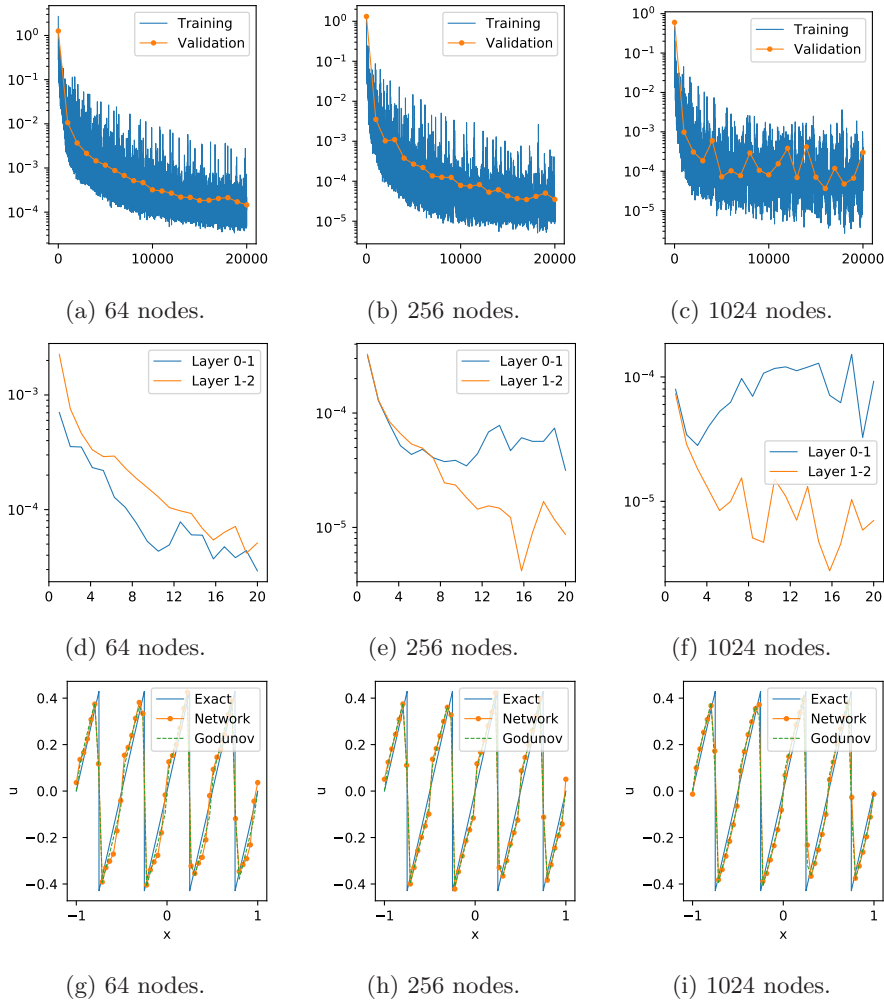 Training
Validation
10^0
10^-1
10^-2
10^-3
10^-4
0 10000 20000
(a) 64 nodes.
Training
Validation
10^0
10^-1
10^-2
10^-3
10^-4
10^-5
0 10000 20000
(b) 256 nodes.
Training
Validation
10^0
10^-1
10^-2
10^-3
10^-4
10^-5
0 10000 20000
(c) 1024 nodes.
Layer 0-1
Layer 1-2
10^-3
10^-4
0 4 8 12 16 20
(d) 64 nodes.
Layer 0-1
Layer 1-2
10^-4
10^-5
0 4 8 12 16 20
(e) 256 nodes.
Layer 0-1
Layer 1-2
10^-4
10^-5
0 4 8 12 16 20
(f) 1024 nodes.
Exact
Network
Godunov
0.4
0.2
0.0
−0.2
−0.4
u
−1 0 1
x
(g) 64 nodes.
Exact
Network
Godunov
0.4
0.2
0.0
−0.2
−0.4
u
−1 0 1
x
(h) 256 nodes.
Exact
Network
Godunov
0.4
0.2
0.0
−0.2
−0.4
u
−1 0 1
x
(i) 1024 nodes.